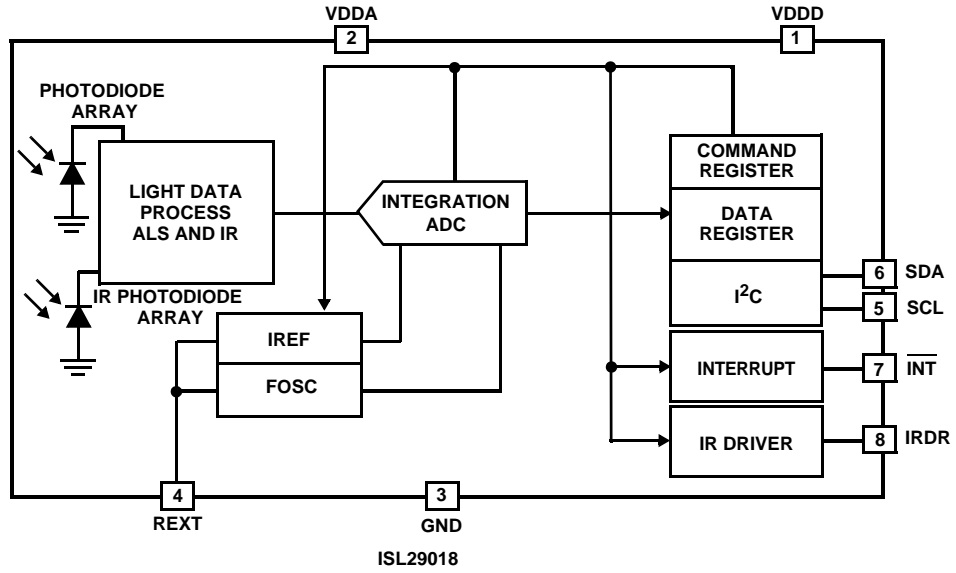 VDDA
VDDD
2
1
PHOTODIODE
ARRAY
COMMAND
REGISTER
LIGHT DATA
PROCESS
ALS AND IR
INTEGRATION
ADC
DATA
REGISTER
6
SDA
I²C
IR PHOTODIODE
ARRAY
5
SCL
IREF
INTERRUPT
7
INT
FOSC
IR DRIVER
8
IRDR
4
3
REXT
GND
ISL29018